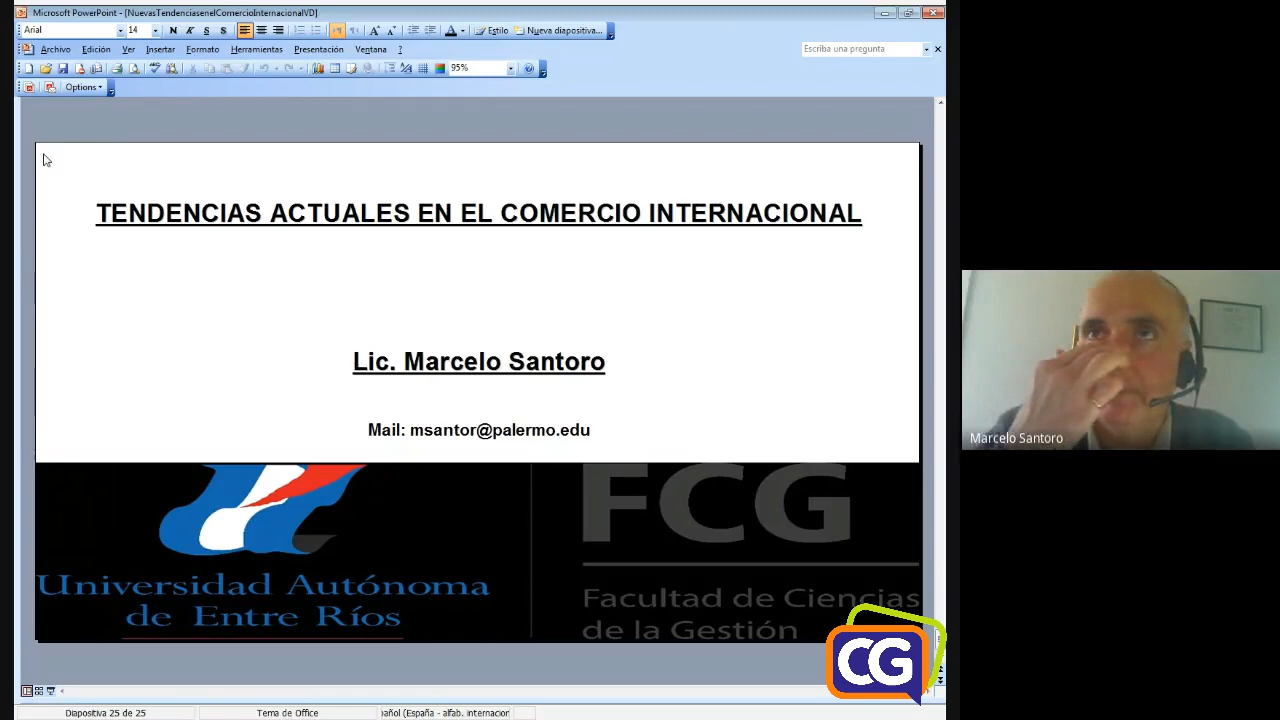 Microsoft PowerPoint - [NuevasTendenciasenelComercioInternacionalVD]
Arial 14 N K S S Estilo Nueva diapositiva...
Archivo Edición Ver Insertar Formato Herramientas Presentación Ventana ? Escriba una pregunta
95%
Options
TENDENCIAS ACTUALES EN EL COMERCIO INTERNACIONAL
Lic. Marcelo Santoro
Mail: msantor@palermo.edu
Marcelo Santoro
FCG
Universidad Autónoma
de Entre Ríos
Facultad de Ciencias
de la Gestión
CG
Diapositiva 25 de 25 Tema de Office añol (España - alfab. internacion